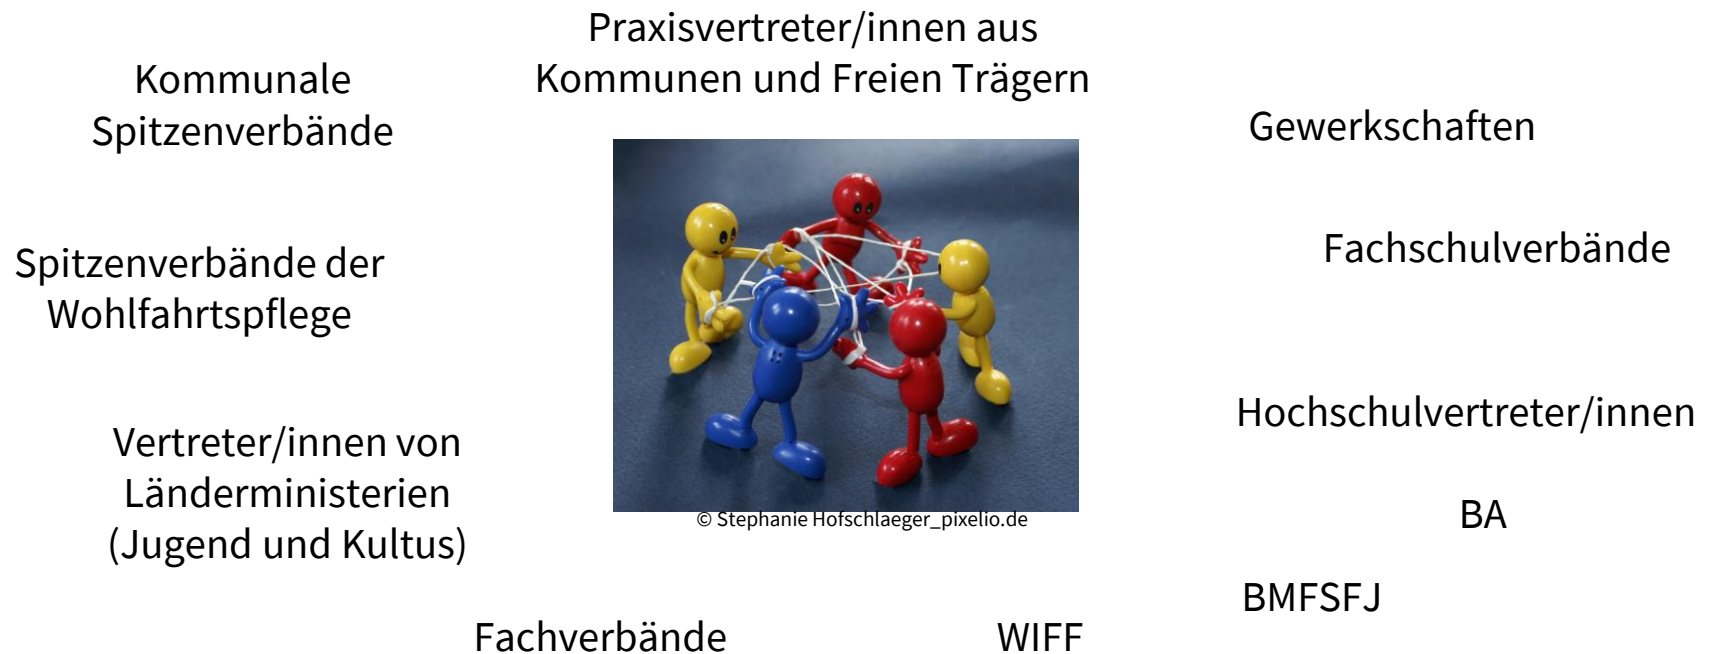 Praxisvertreter/innen aus
Kommunen und Freien Trägern
Kommunale
Spitzenverbände
Gewerkschaften
Spitzenverbände der
Wohlfahrtspflege
Fachschulverbände
Vertreter/innen von
Länderministerien
(Jugend und Kultus)
Hochschulvertreter/innen
© Stephanie Hofschlaeger_pixelio.de
BA
BMFSFJ
Fachverbände
WIFF